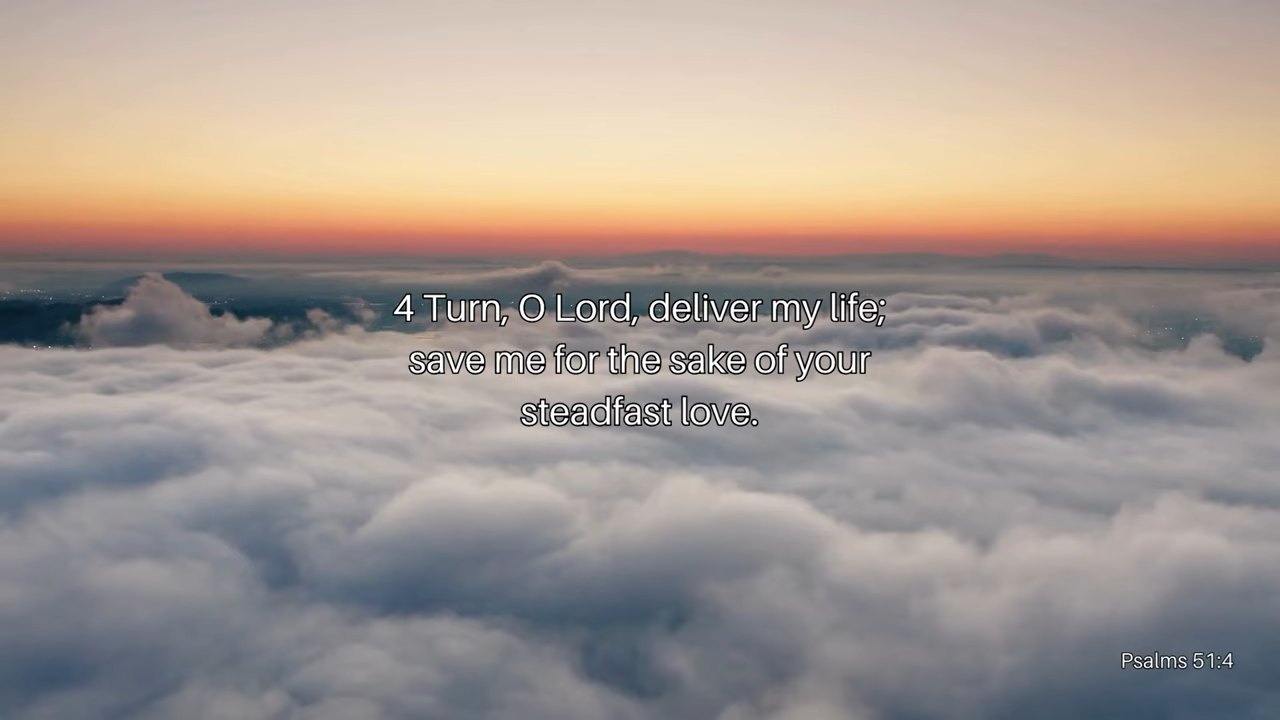 4 Turn, O Lord, deliver my life;
save me for the sake of your
steadfast love.
Psalms 51:4